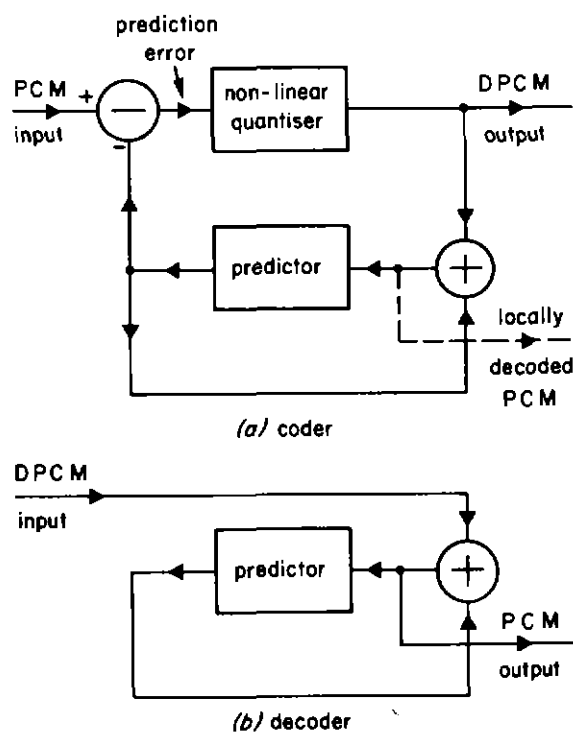 prediction
error
PCM
input
+
−
-
non-linear
quantiser
DPCM
output
predictor
+
locally
decoded
PCM
(a) coder
DPCM
input
predictor
+
PCM
output
(b) decoder